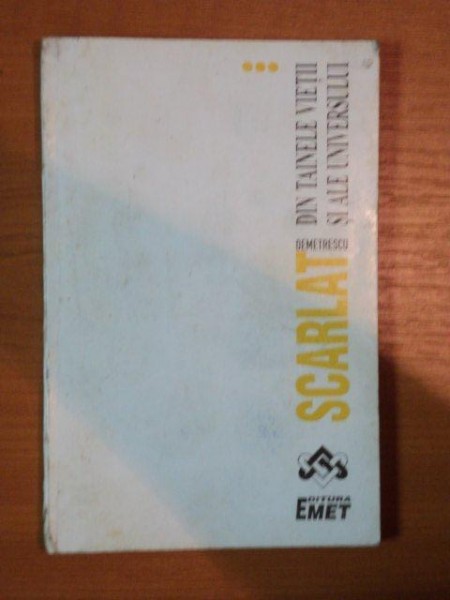 SCARLAT
DEMETRESCU
DIN TAINELE VIEȚII
ȘI ALE UNIVERSULUI
EDITURA
EMET